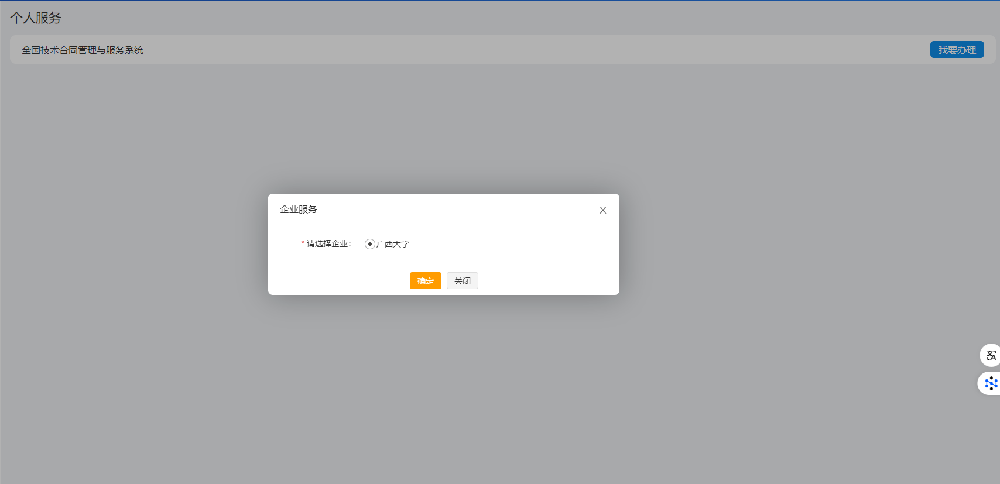 个人服务
全国技术合同管理与服务系统
我要办理
企业服务
* 请选择企业： 广西大学
确定 关闭